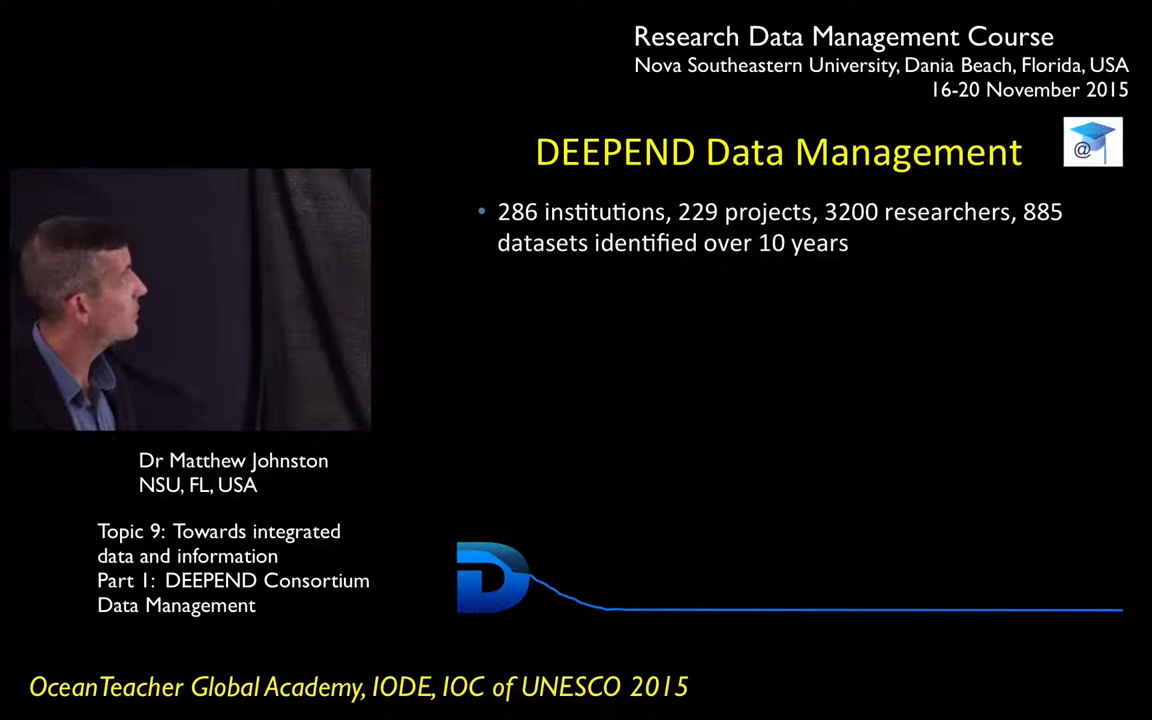 Research Data Management Course
Nova Southeastern University, Dania Beach, Florida, USA
16-20 November 2015
DEEPEND Data Management
@
• 286 institutions, 229 projects, 3200 researchers, 885
datasets identified over 10 years
Dr Matthew Johnston
NSU, FL, USA
Topic 9: Towards integrated
data and information
Part 1: DEEPEND Consortium
Data Management
D
OceanTeacher Global Academy, IODE, IOC of UNESCO 2015